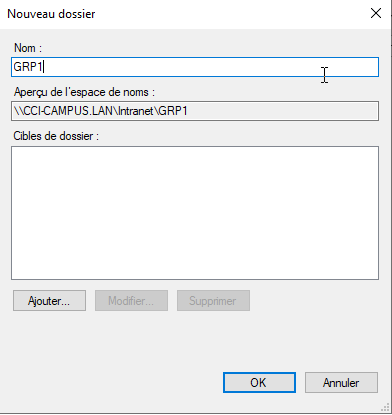 Nouveau dossier
Nom :
GRP1
Aperçu de l'espace de noms :
\\CCI-CAMPUS.LAN\Intranet\GRP1
Cibles de dossier :
Ajouter... Modifier... Supprimer
OK Annuler